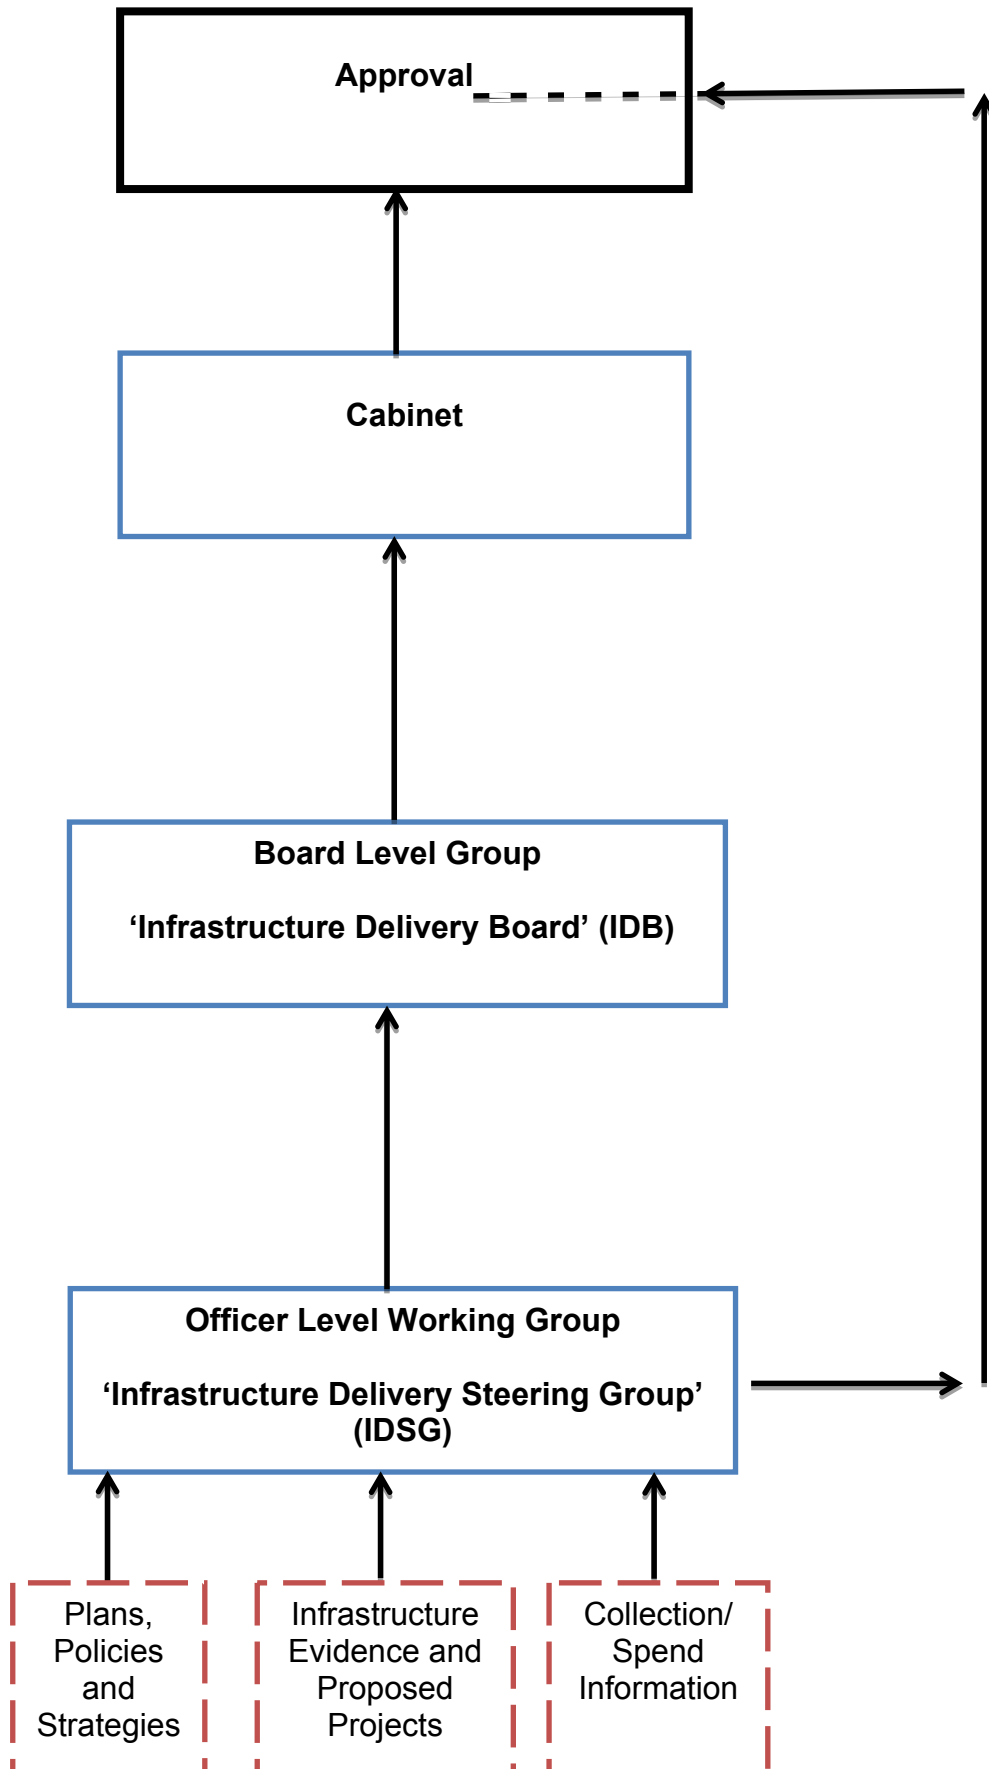 Approval
Cabinet
Board Level Group
‘Infrastructure Delivery Board’ (IDB)
Officer Level Working Group
‘Infrastructure Delivery Steering Group’
(IDSG)
Plans,
Policies
and
Strategies
Infrastructure
Evidence and
Proposed
Projects
Collection/
Spend
Information